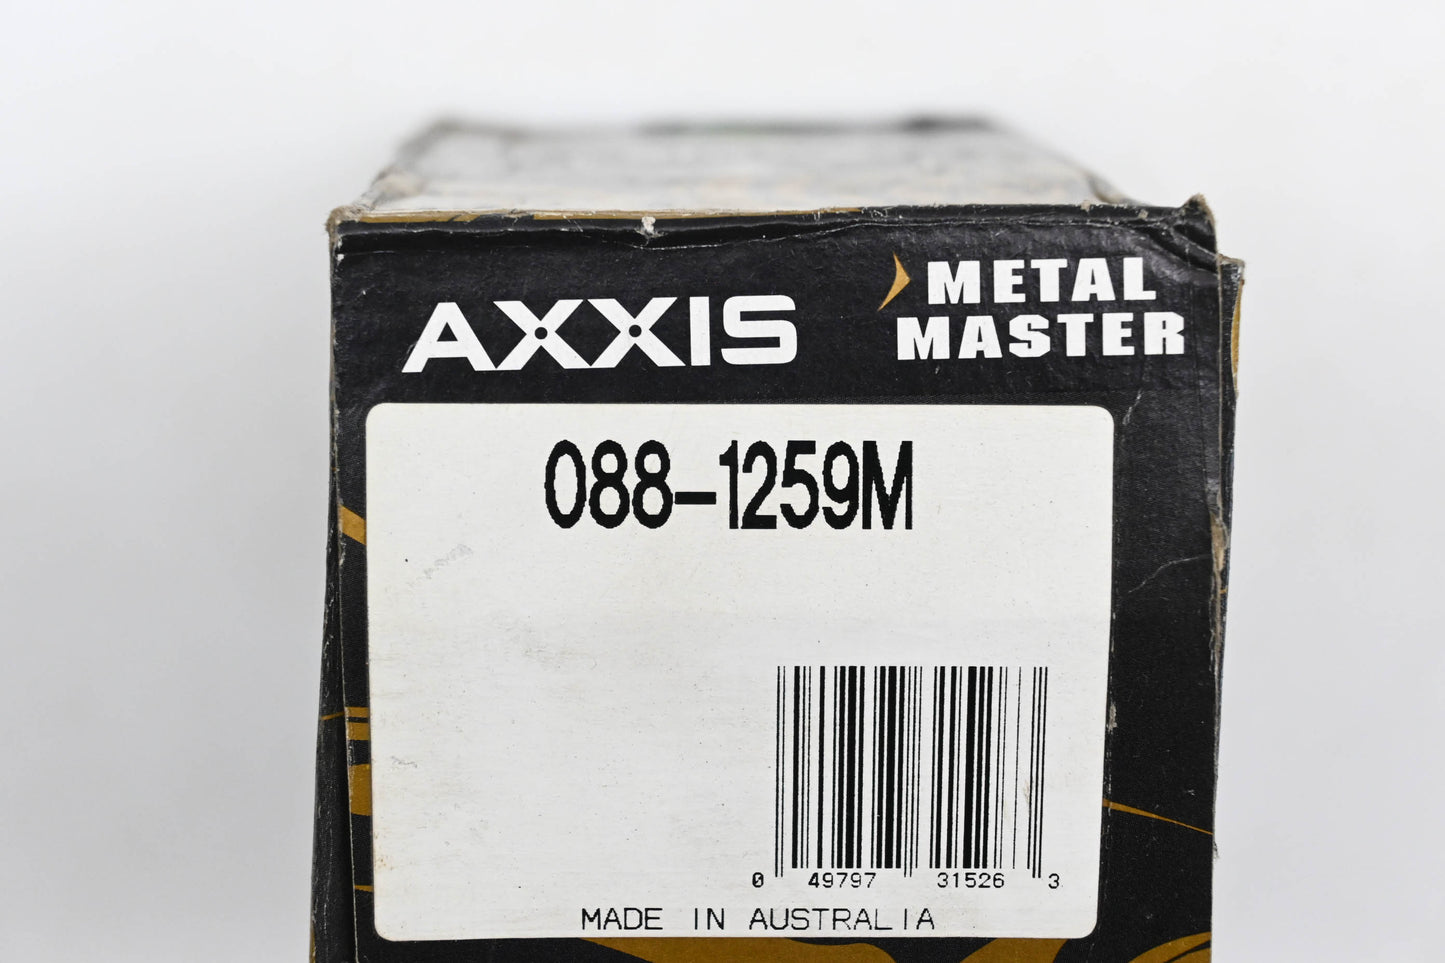 AXXIS
METAL
MASTER
088-1259M
0 49797 31526 3
MADE IN AUSTRALIA